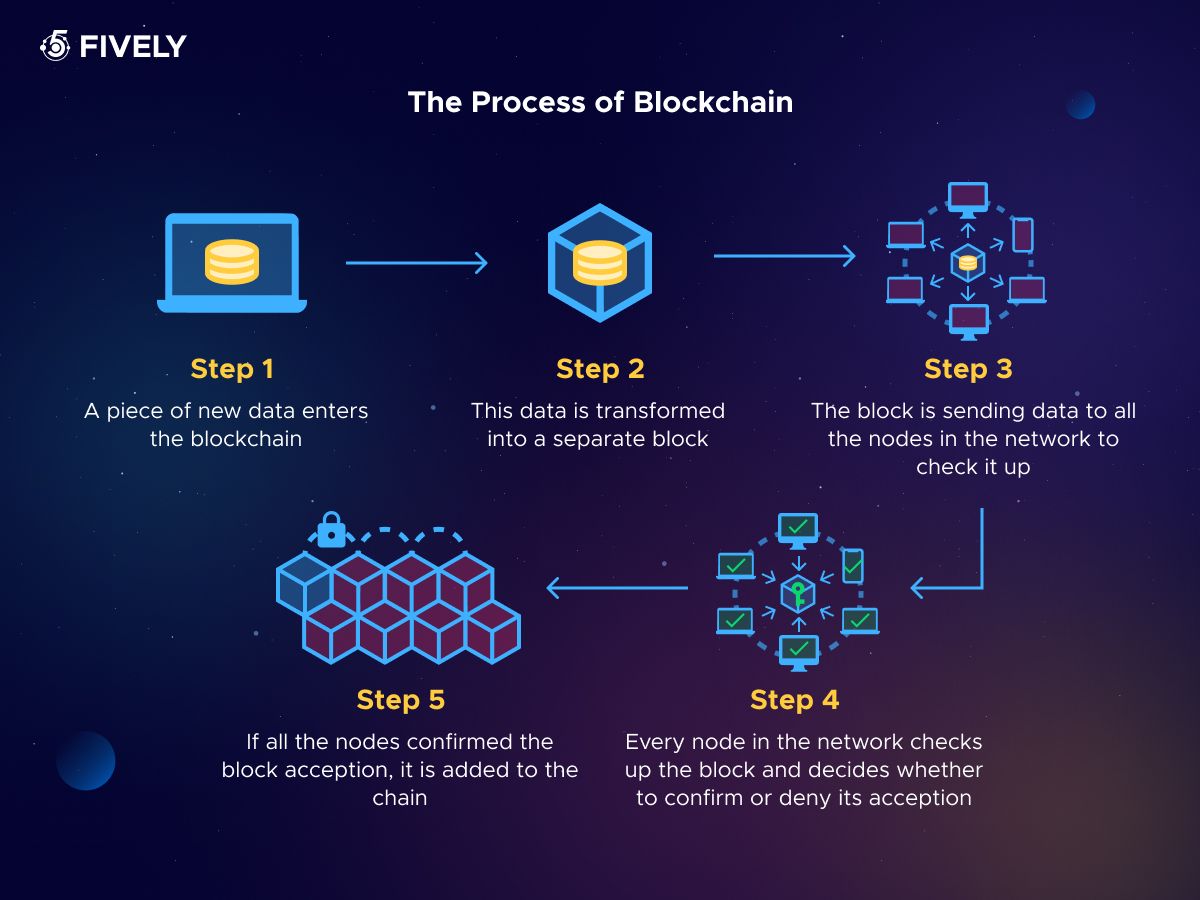 FIVELY
The Process of Blockchain
Step 1
A piece of new data enters
the blockchain
Step 2
This data is transformed
into a separate block
Step 3
The block is sending data to all
the nodes in the network to
check it up
Step 4
Every node in the network checks
up the block and decides whether
to confirm or deny its acception
Step 5
If all the nodes confirmed the
block acception, it is added to the
chain